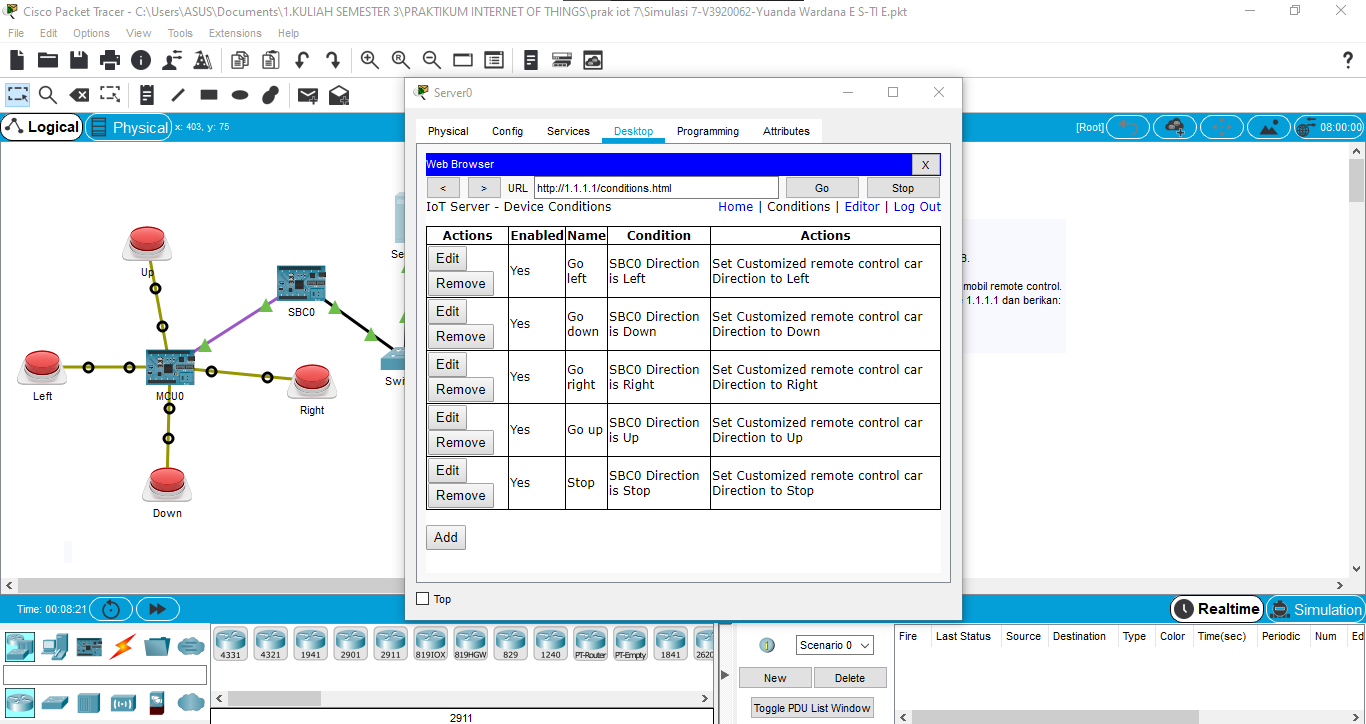 Cisco Packet Tracer - C:\Users\ASUS\Documents\1.KULIAH SEMESTER 3\PRAKTIKUM INTERNET OF THINGS\prak iot 7\Simulasi 7-V3920062-Yuanda Wardana E S-TI E.pkt
File Edit Options View Tools Extensions Help
?
Logical Physical x: 403, y: 75
[Root] 08:00:00
Server0
Physical Config Services Desktop Programming Attributes
Web Browser X
< > URL http://1.1.1.1/conditions.html Go Stop
IoT Server - Device Conditions Home | Conditions | Editor | Log Out
Actions Enabled Name Condition Actions
Edit
Remove
Yes
Go left
SBC0 Direction is Left
Set Customized remote control car Direction to Left
Edit
Remove
Yes
Go down
SBC0 Direction is Down
Set Customized remote control car Direction to Down
Edit
Remove
Yes
Go right
SBC0 Direction is Right
Set Customized remote control car Direction to Right
Edit
Remove
Yes
Go up
SBC0 Direction is Up
Set Customized remote control car Direction to Up
Edit
Remove
Yes
Stop
SBC0 Direction is Stop
Set Customized remote control car Direction to Stop
Add
Top
Up
SBC0
Se
Swi
Left
MCU0
Right
Down
B.
mobil remote control.
1.1.1.1 dan berikan:
Time: 00:08:21
Realtime Simulation
4331 4321 1941 2901 2911 819IOX 819HGW 829 1240 PT-Router PT-Empty 1841 2620
2911
Scenario 0
New Delete
Toggle PDU List Window
Fire Last Status Source Destination Type Color Time(sec) Periodic Num Ed